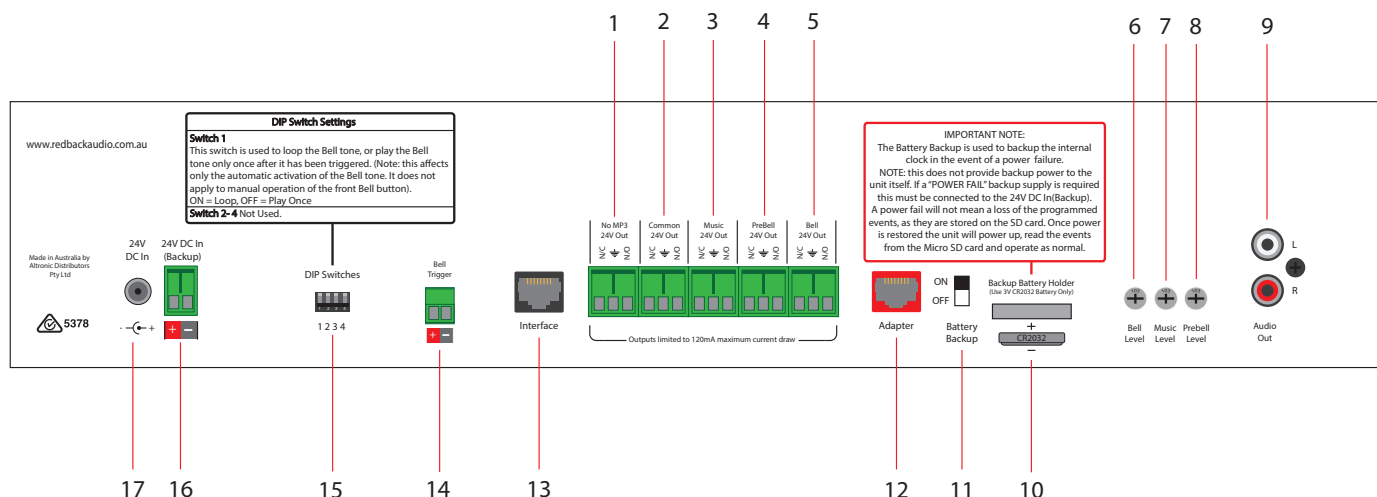 1 2 3 4 5 6 7 8 9
www.redbackaudio.com.au
DIP Switch Settings
Switch 1
This switch is used to loop the Bell tone, or play the Bell
tone only once after it has been triggered. (Note: this affects
only the automatic activation of the Bell tone. It does not
apply to manual operation of the front Bell button).
ON = Loop, OFF = Play Once
Switch 2- 4 Not Used.
IMPORTANT NOTE:
The Battery Backup is used to backup the internal
clock in the event of a power failure.
NOTE: this does not provide backup power to the
unit itself. If a "POWER FAIL" backup supply is required
this must be connected to the 24V DC In(Backup).
A power fail will not mean a loss of the programmed
events, as they are stored on the SD card. Once power
is restored the unit will power up, read the events
from the Micro SD card and operate as normal.
Made in Australia by
Altronic Distributors
Pty Ltd
5378
24V
DC In
- +
24V DC In
(Backup)
+ −
DIP Switches
1 2 3 4
1 2 3 4
Bell
Trigger
+ −
Interface
No MP3
24V Out
N/C N/O
Common
24V Out
N/C N/O
Music
24V Out
N/C N/O
PreBell
24V Out
N/C N/O
Bell
24V Out
N/C N/O
Outputs limited to 120mA maximum current draw
Adapter
ON
OFF
Battery
Backup
Backup Battery Holder
(Use 3V CR2032 Battery Only)
+
CR2032
−
103 103 103
Bell
Level
Music
Level
Prebell
Level
L
R
Audio
Out
17 16 15 14 13 12 11 10